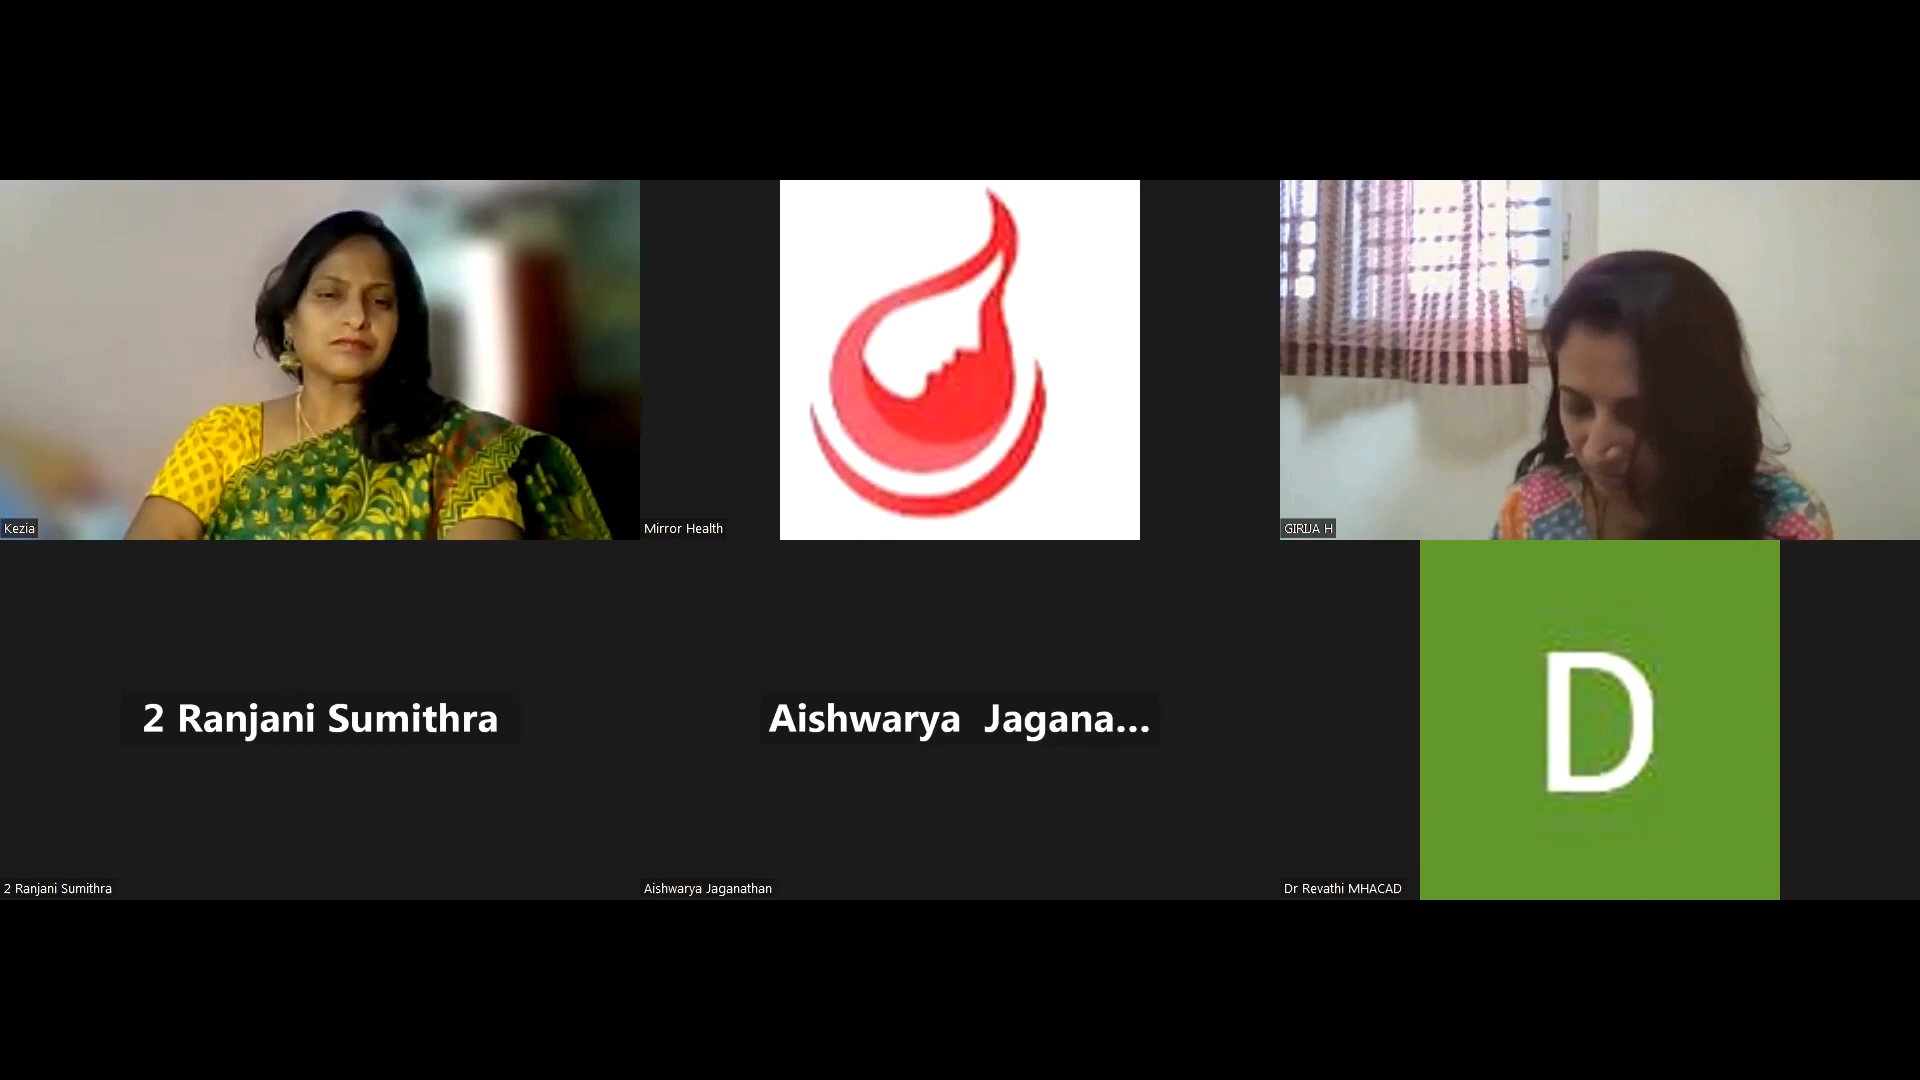 Kezia
Mirror Health
GIRIJA H
2 Ranjani Sumithra
Aishwarya Jagana...
D
2 Ranjani Sumithra
Aishwarya Jaganathan
Dr Revathi MHACAD